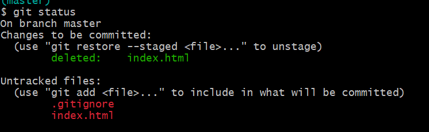 (master)
$ git status
On branch master
Changes to be committed:
  (use "git restore --staged <file>..." to unstage)
        deleted:    index.html

Untracked files:
  (use "git add <file>..." to include in what will be committed)
        .gitignore
        index.html